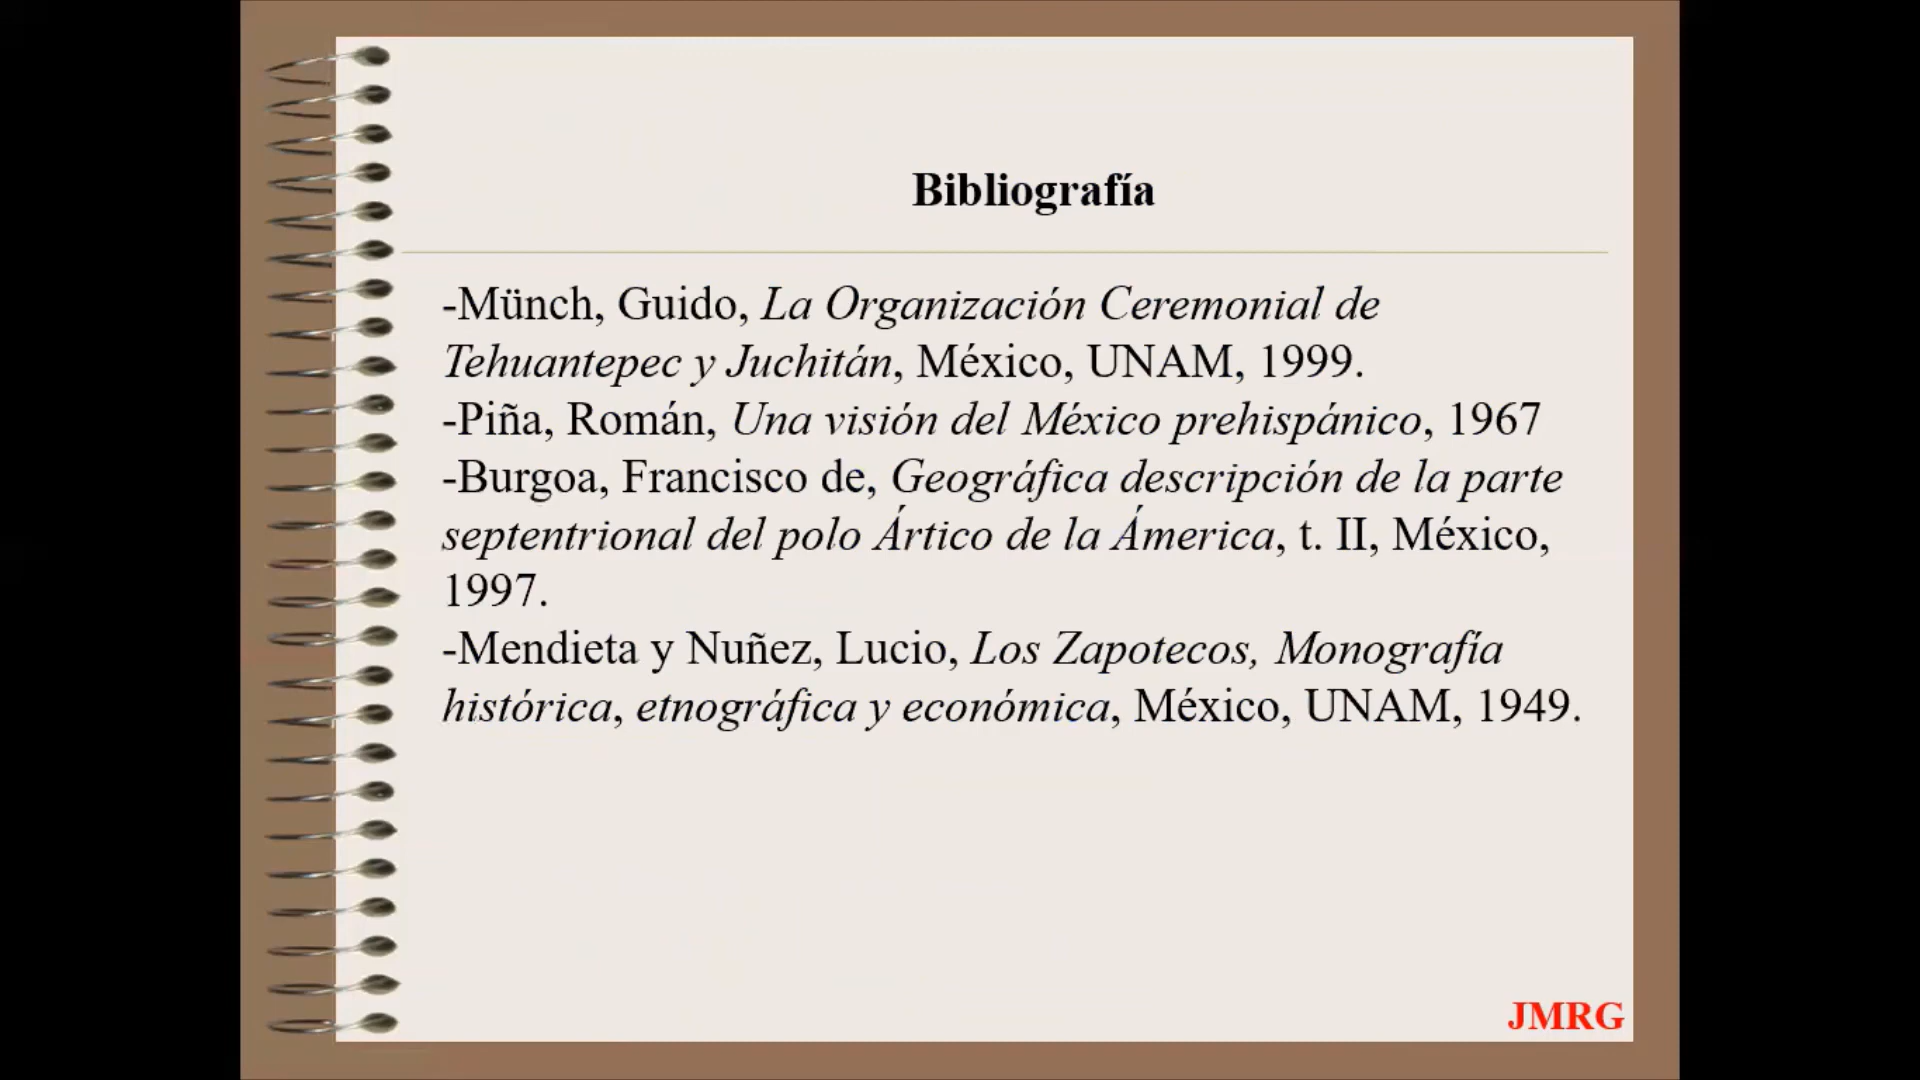 Bibliografía
-Münch, Guido, La Organización Ceremonial de
Tehuantepec y Juchitán, México, UNAM, 1999.
-Piña, Román, Una visión del México prehispánico, 1967
-Burgoa, Francisco de, Geográfica descripción de la parte
septentrional del polo Ártico de la Ámerica, t. II, México,
1997.
-Mendieta y Nuñez, Lucio, Los Zapotecos, Monografía
histórica, etnográfica y económica, México, UNAM, 1949.
JMRG